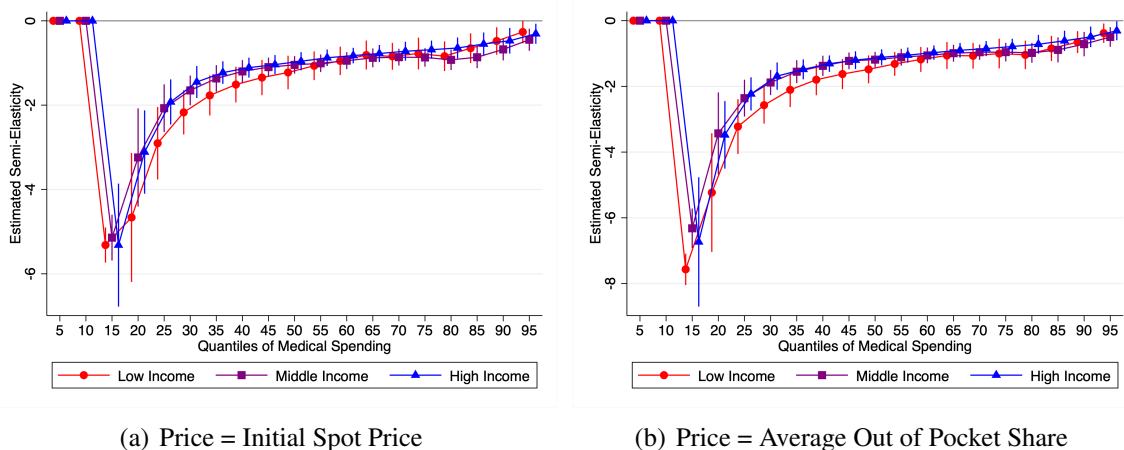 0
-2
-4
-6
Estimated Semi-Elasticity
5 10 15 20 25 30 35 40 45 50 55 60 65 70 75 80 85 90 95
Quantiles of Medical Spending
Low Income Middle Income High Income
(a) Price = Initial Spot Price
0
-2
-4
-6
-8
Estimated Semi-Elasticity
5 10 15 20 25 30 35 40 45 50 55 60 65 70 75 80 85 90 95
Quantiles of Medical Spending
Low Income Middle Income High Income
(b) Price = Average Out of Pocket Share